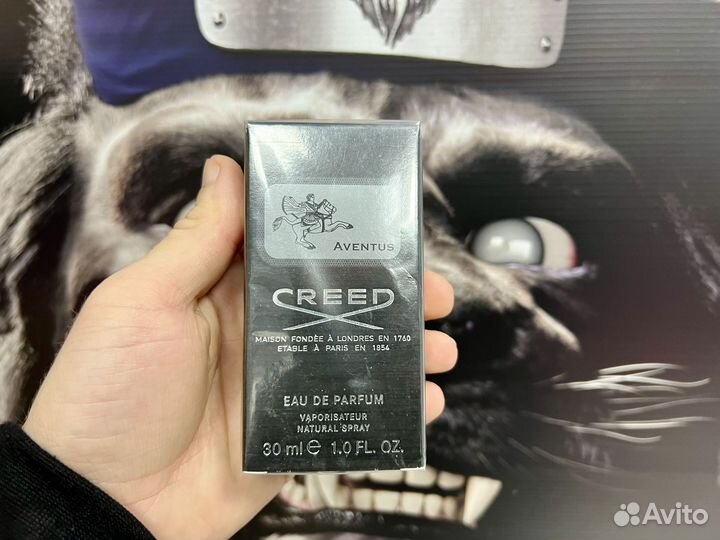 AVENTUS
CREED
MAISON FONDÉE À LONDRES EN 1760
ETABLE À PARIS EN 1854
EAU DE PARFUM
VAPORISATEUR
NATURAL SPRAY
30 ml ℮ 1.0 FL. OZ.
Avito